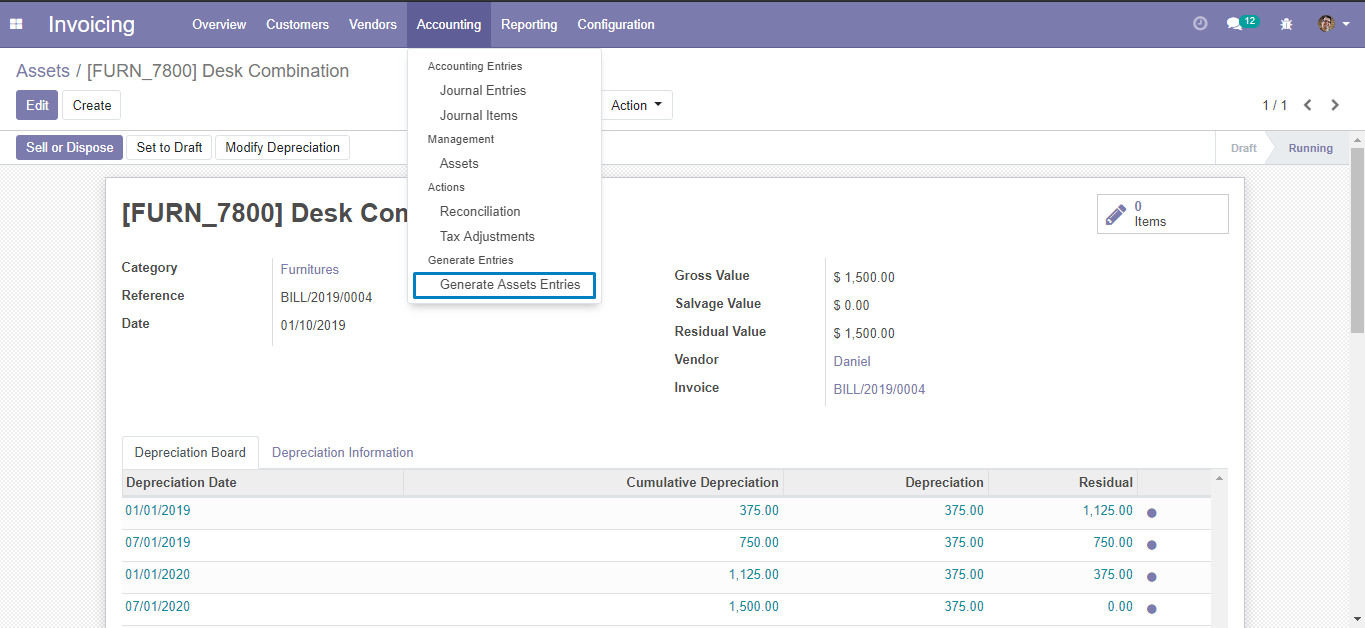 Invoicing Overview Customers Vendors Accounting Reporting Configuration 12
Assets / [FURN_7800] Desk Combination
Edit Create Action 1 / 1
Sell or Dispose Set to Draft Modify Depreciation Draft Running
Accounting Entries
Journal Entries
Journal Items
Management
Assets
Actions
Reconciliation
Tax Adjustments
Generate Entries
Generate Assets Entries
[FURN_7800] Desk Com
0
Items
Category Furnitures
Reference BILL/2019/0004
Date 01/10/2019
Gross Value $ 1,500.00
Salvage Value $ 0.00
Residual Value $ 1,500.00
Vendor Daniel
Invoice BILL/2019/0004
Depreciation Board Depreciation Information
Depreciation Date Cumulative Depreciation Depreciation Residual
01/01/2019 375.00 375.00 1,125.00
07/01/2019 750.00 375.00 750.00
01/01/2020 1,125.00 375.00 375.00
07/01/2020 1,500.00 375.00 0.00